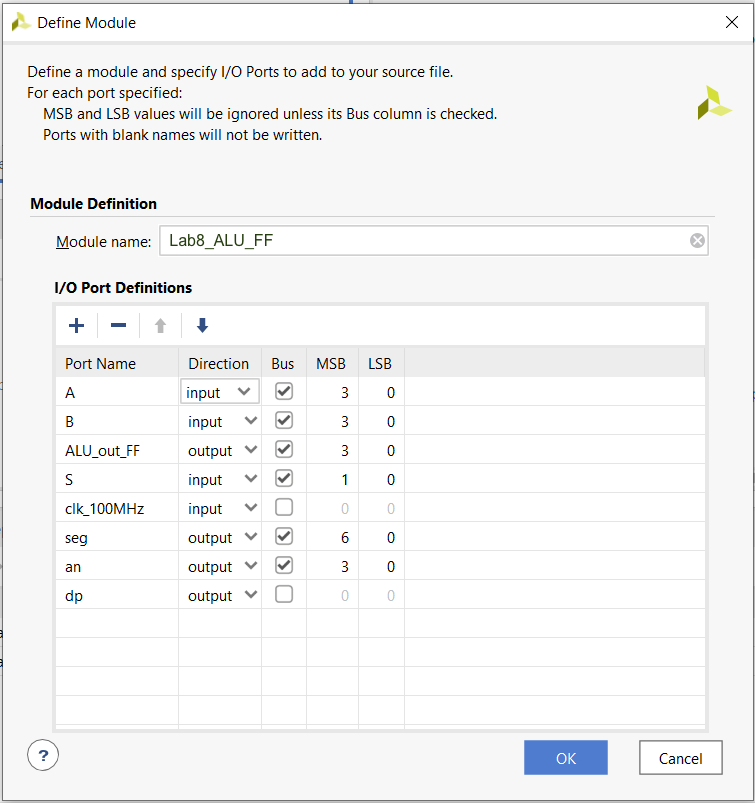 Define Module
Define a module and specify I/O Ports to add to your source file.
For each port specified:
MSB and LSB values will be ignored unless its Bus column is checked.
Ports with blank names will not be written.
Module Definition
Module name: Lab8_ALU_FF
I/O Port Definitions
Port Name Direction Bus MSB LSB
A input 3 0
B input 3 0
ALU_out_FF output 3 0
S input 1 0
clk_100MHz input 0 0
seg output 6 0
an output 3 0
dp output 0 0
? OK Cancel